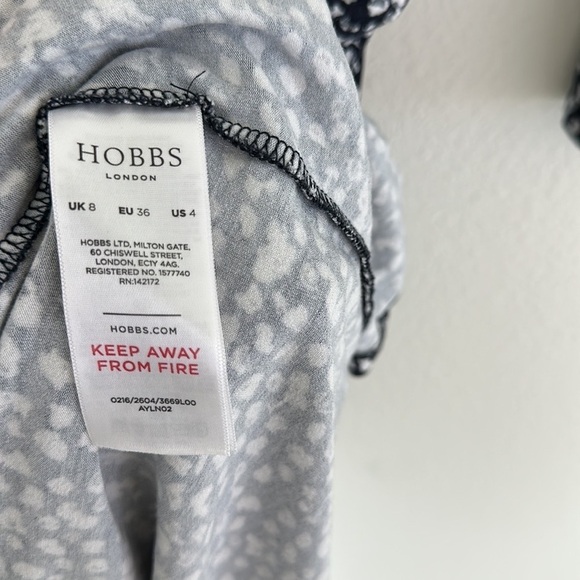 HOBBS
LONDON
UK 8 EU 36 US 4
HOBBS LTD, MILTON GATE,
60 CHISWELL STREET,
LONDON, EC1Y 4AG.
REGISTERED NO. 1577740
RN:142172
HOBBS.COM
KEEP AWAY
FROM FIRE
0216/2604/3669L00
AYLN02